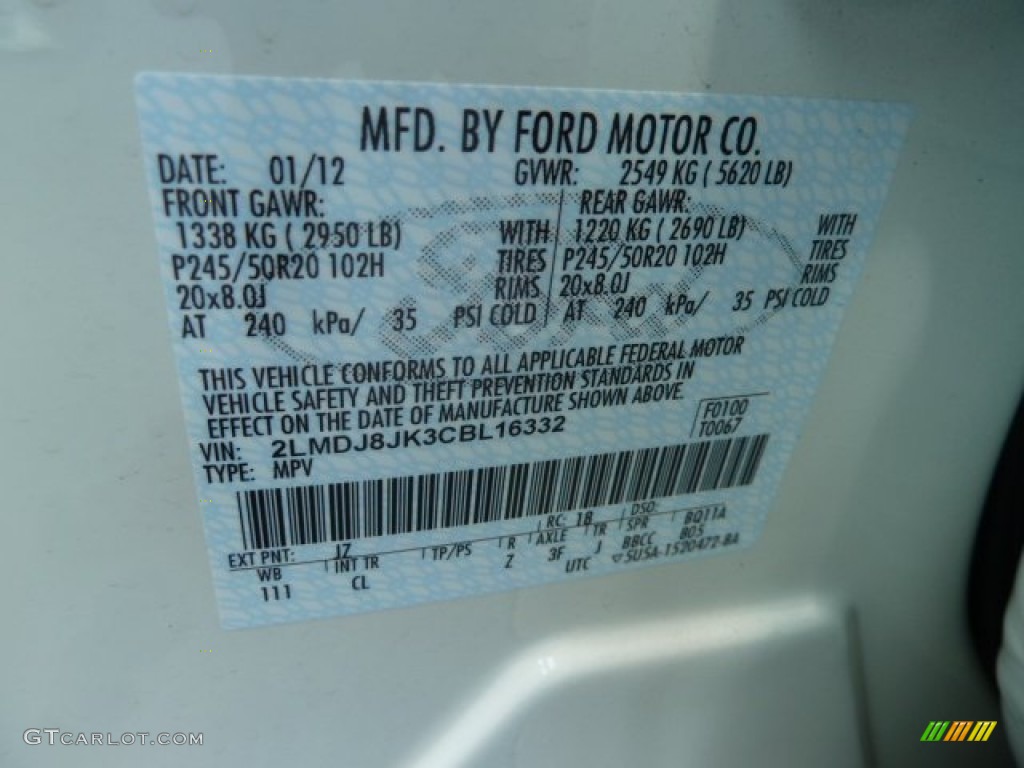 MFD. BY FORD MOTOR CO.
DATE: 01/12 GVWR: 2549 KG ( 5620 LB)
FRONT GAWR: REAR GAWR:
1338 KG ( 2950 LB) WITH 1220 KG ( 2690 LB) WITH
P245/50R20 102H TIRES P245/50R20 102H TIRES
20x8.0J RIMS 20x8.0J RIMS
AT 240 kPa/ 35 PSI COLD AT 240 kPa/ 35 PSI COLD
THIS VEHICLE CONFORMS TO ALL APPLICABLE FEDERAL MOTOR
VEHICLE SAFETY AND THEFT PREVENTION STANDARDS IN
EFFECT ON THE DATE OF MANUFACTURE SHOWN ABOVE.
VIN: 2LMDJ8JK3CBL16332 F0100
TYPE: MPV T0067
EXT PNT: JZ RC: 18 DSO:
WB INT TR TP/PS R AXLE TR SPR BQ11A
111 CL 2 3F J BBCC B05
UTC 5U5A-1520472-BA
GTCARLOT.COM